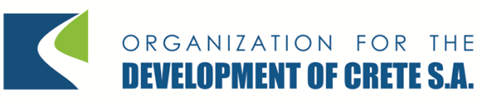 ORGANIZATION FOR THE
DEVELOPMENT OF CRETE S.A.